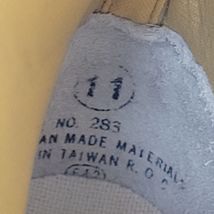 11
NO. 283
AN MADE MATERIAL
IN TAIWAN R. O.